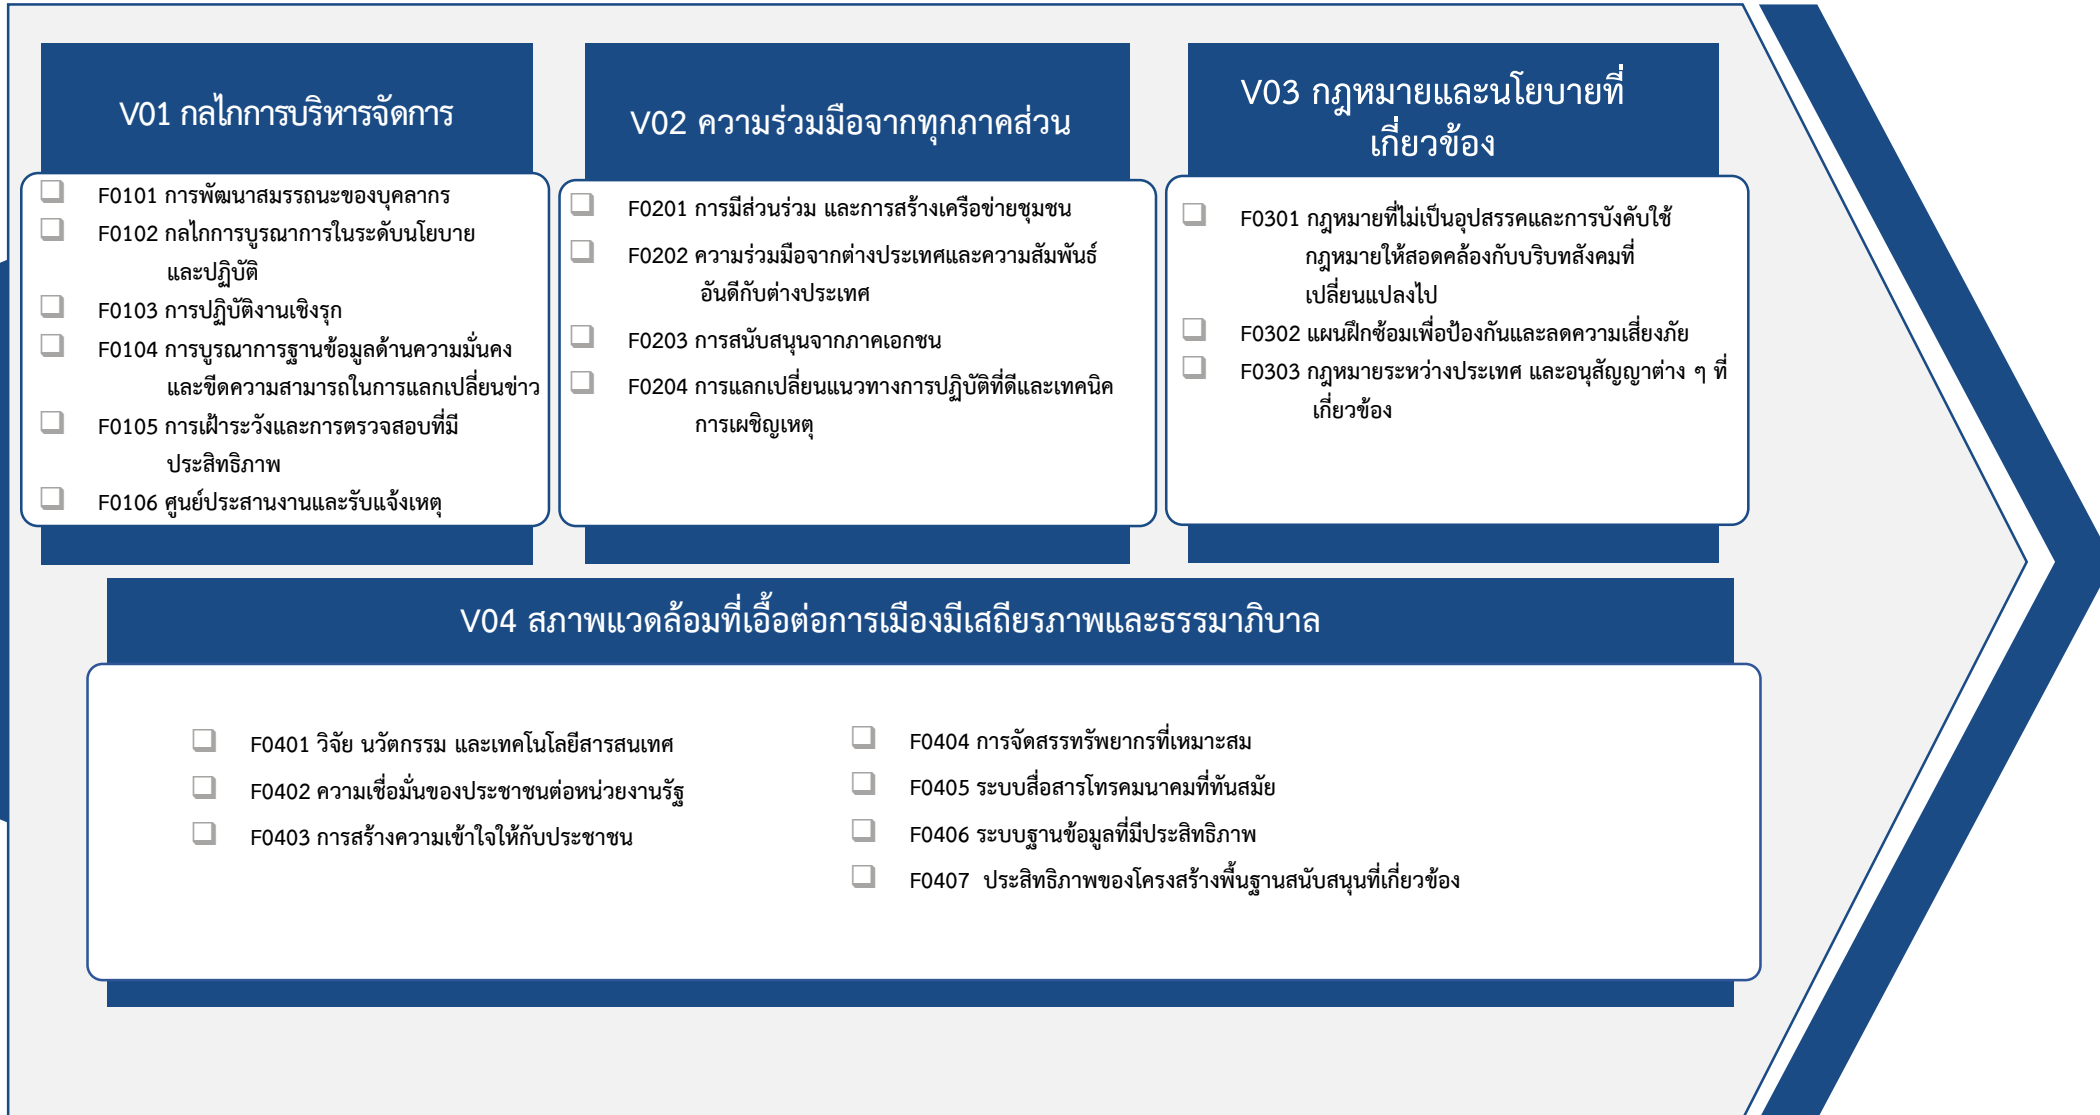 V01 กลไกการบริหารจัดการ
F0101 การพัฒนาสมรรถนะของบุคลากร
F0102 กลไกการบูรณาการในระดับนโยบาย
และปฏิบัติ
F0103 การปฏิบัติงานเชิงรุก
F0104 การบูรณาการฐานข้อมูลด้านความมั่นคง
และขีดความสามารถในการแลกเปลี่ยนข่าว
F0105 การเฝ้าระวังและการตรวจสอบที่มี
ประสิทธิภาพ
F0106 ศูนย์ประสานงานและรับแจ้งเหตุ
V02 ความร่วมมือจากทุกภาคส่วน
F0201 การมีส่วนร่วม และการสร้างเครือข่ายชุมชน
F0202 ความร่วมมือจากต่างประเทศและความสัมพันธ์
อันดีกับต่างประเทศ
F0203 การสนับสนุนจากภาคเอกชน
F0204 การแลกเปลี่ยนแนวทางการปฏิบัติที่ดีและเทคนิค
การเผชิญเหตุ
V03 กฎหมายและนโยบายที่
เกี่ยวข้อง
F0301 กฎหมายที่ไม่เป็นอุปสรรคและการบังคับใช้
กฎหมายให้สอดคล้องกับบริบทสังคมที่
เปลี่ยนแปลงไป
F0302 แผนฝึกซ้อมเพื่อป้องกันและลดความเสี่ยงภัย
F0303 กฎหมายระหว่างประเทศ และอนุสัญญาต่าง ๆ ที่
เกี่ยวข้อง
V04 สภาพแวดล้อมที่เอื้อต่อการเมืองมีเสถียรภาพและธรรมาภิบาล
F0401 วิจัย นวัตกรรม และเทคโนโลยีสารสนเทศ
F0402 ความเชื่อมั่นของประชาชนต่อหน่วยงานรัฐ
F0403 การสร้างความเข้าใจให้กับประชาชน
F0404 การจัดสรรทรัพยากรที่เหมาะสม
F0405 ระบบสื่อสารโทรคมนาคมที่ทันสมัย
F0406 ระบบฐานข้อมูลที่มีประสิทธิภาพ
F0407 ประสิทธิภาพของโครงสร้างพื้นฐานสนับสนุนที่เกี่ยวข้อง